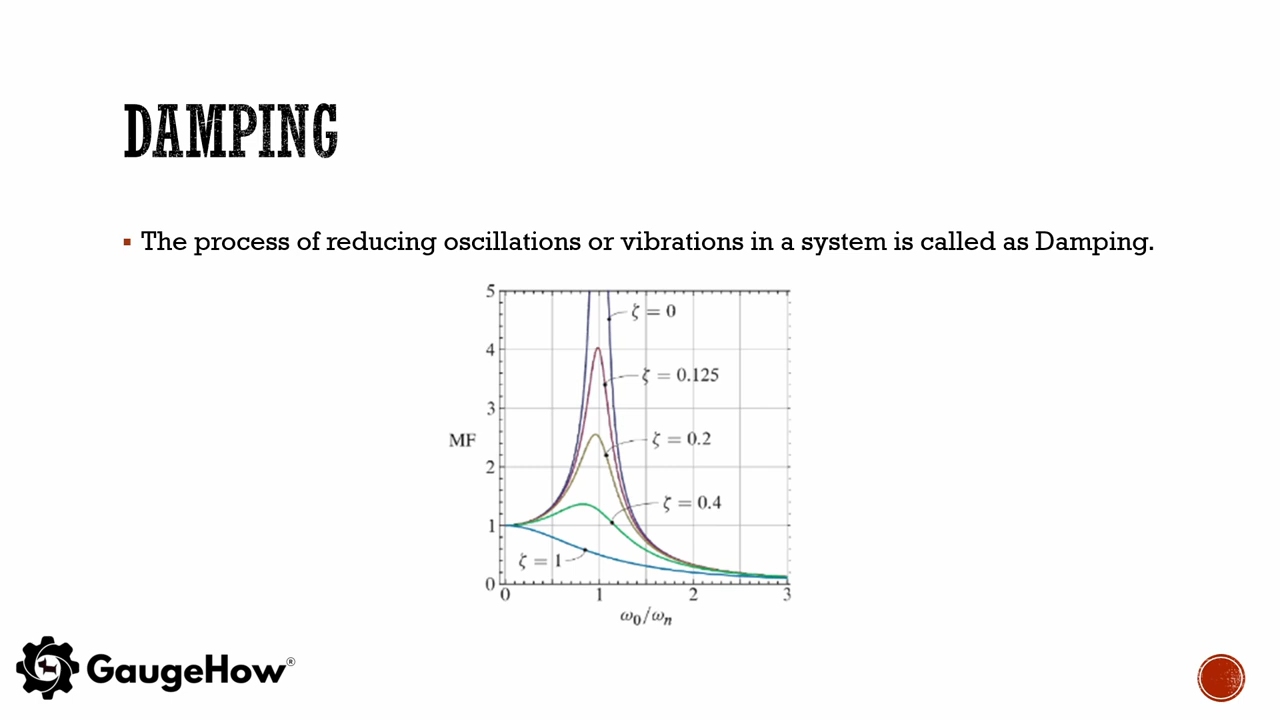 DAMPING
▪ The process of reducing oscillations or vibrations in a system is called as Damping.
5
ζ = 0
4
ζ = 0.125
3
ζ = 0.2
MF
2
ζ = 0.4
1
ζ = 1
0
0 1 2 3
ω0/ωn
GaugeHow®